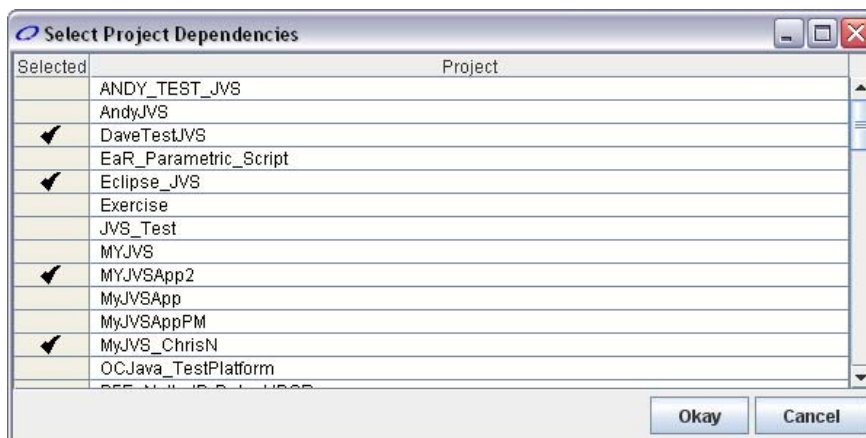 Select Project Dependencies
Selected Project
ANDY_TEST_JVS
AndyJVS
DaveTestJVS
EaR_Parametric_Script
Eclipse_JVS
Exercise
JVS_Test
MYJVS
MYJVSApp2
MyJVSApp
MyJVSAppPM
MyJVS_ChrisN
OCJava_TestPlatform
Okay Cancel